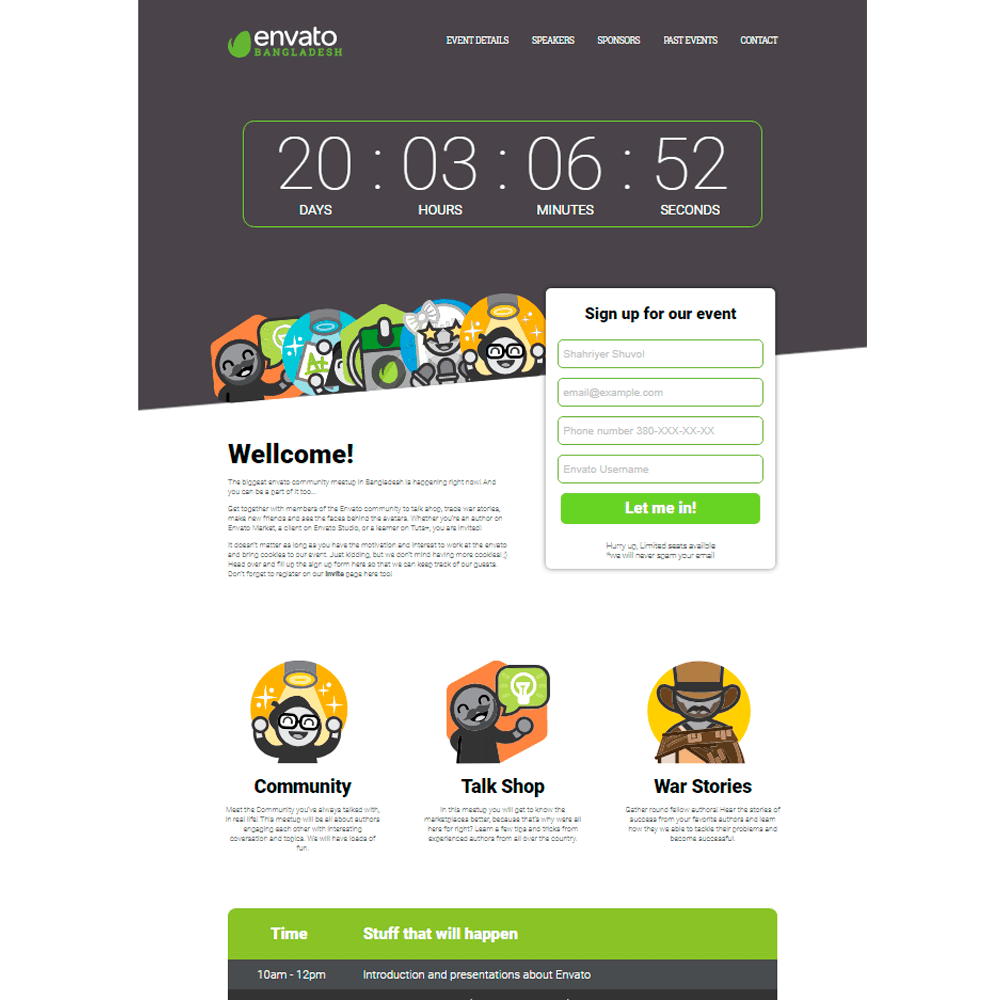 envato
BANGLADESH
EVENT DETAILS SPEAKERS SPONSORS PAST EVENTS CONTACT
20 : 03 : 06 : 52
DAYS HOURS MINUTES SECONDS
A+
Sign up for our event
Shahriyer Shuvol
email@example.com
Phone number 380-XXX-XX-XX
Envato Username
Let me in!
Hurry up, Limited seats availble
*we will never spam your email
Wellcome!
The biggest envato community meetup in Bangladesh is happening right now! And
you can be a part of it too...
Get together with members of the Envato community to talk shop, trade war stories,
make new friends and see the faces behind the avatars. Whether you're an author on
Envato Market, a client on Envato Studio, or a learner on Tuts+, you are invited!
It doesn't matter as long as you have the motivation and interest to work at the envato
and bring cookies to our event. Just kidding, but we don't mind having more cookies! ;)
Head over and fill up the sign up form here so that we can keep track of our guests.
Don't forget to register on our Invite page here too!
Community
Meet the Community you've always talked with,
in real life! This meetup will be all about authors
engaging each other with interesting
coversation and topics. We will have loads of
fun.
Talk Shop
In this meetup you will get to know the
marketplaces better, because that's why were all
here for right? Learn a few tips and tricks from
experienced authors from all over the country.
War Stories
Gather round fellow authors! Hear the stories of
success from your favorite authors and learn
how they we able to tackle their problems and
become successful.
Time Stuff that will happen
10am - 12pm Introduction and presentations about Envato